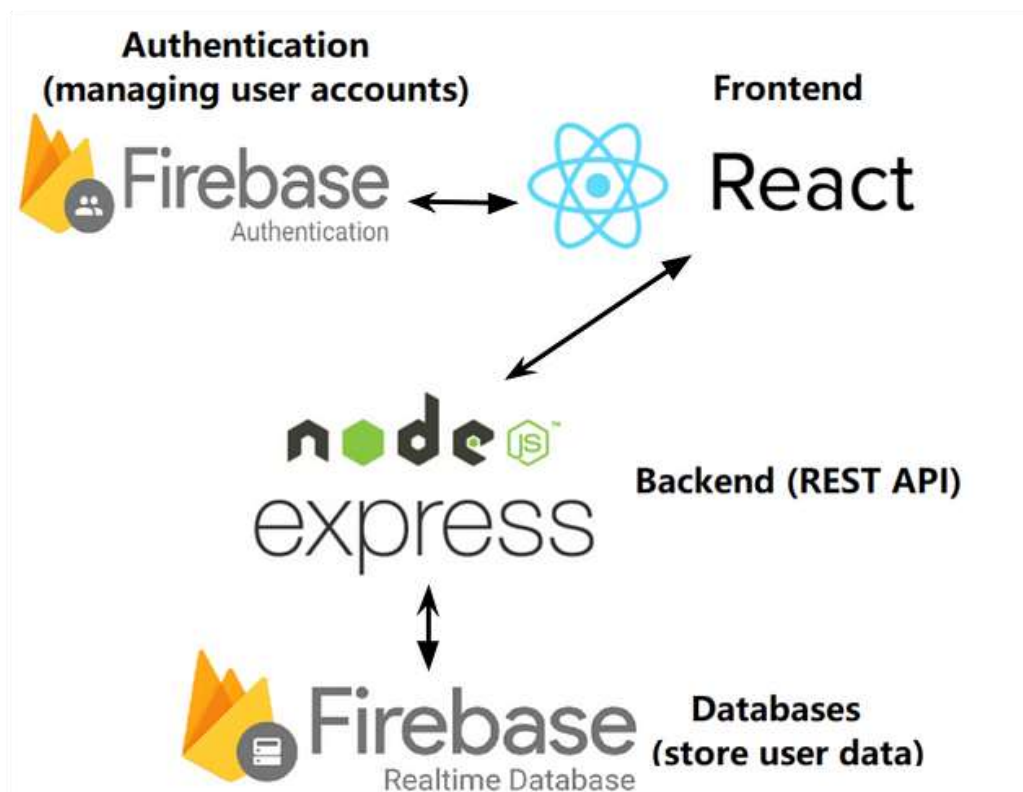 Authentication
(managing user accounts)
Firebase
Authentication
Frontend
React
node
JS™
express
Backend (REST API)
Firebase
Realtime Database
Databases
(store user data)